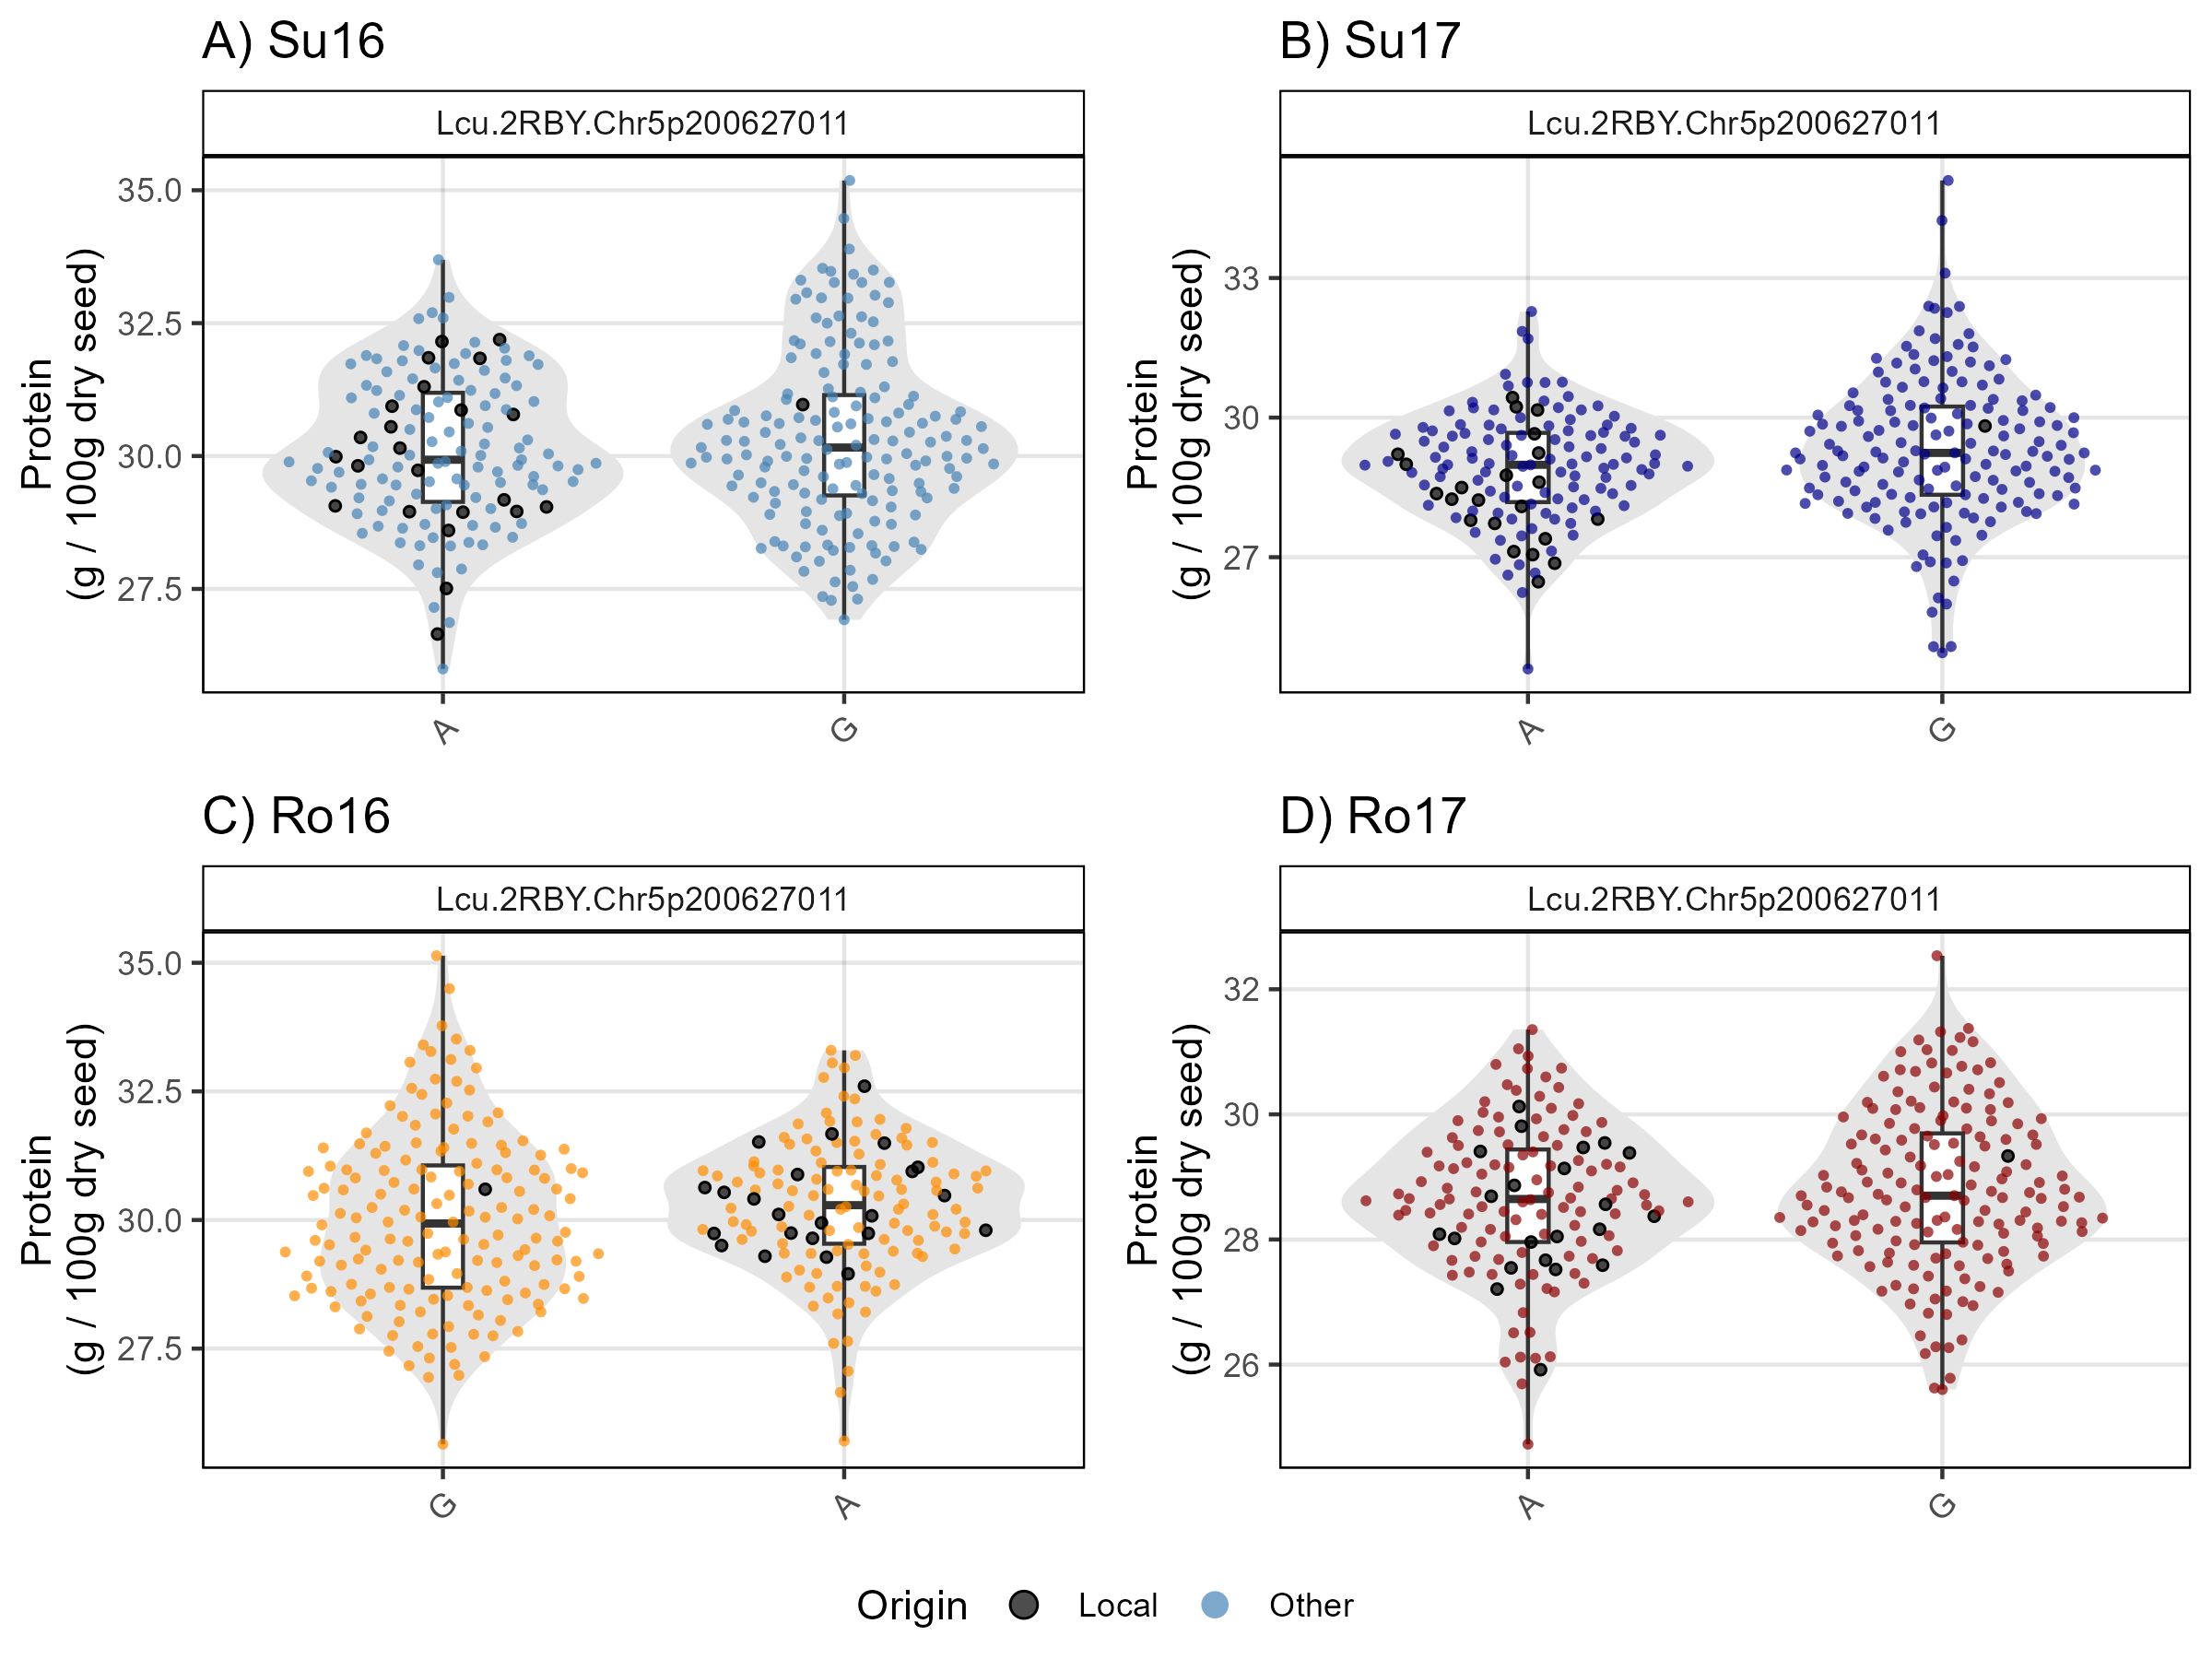 A) Su16
Lcu.2RBY.Chr5p200627011
Protein
(g / 100g dry seed)
35.0
32.5
30.0
27.5
A
G
B) Su17
Lcu.2RBY.Chr5p200627011
Protein
(g / 100g dry seed)
33
30
27
A
G
C) Ro16
Lcu.2RBY.Chr5p200627011
Protein
(g / 100g dry seed)
35.0
32.5
30.0
27.5
G
A
D) Ro17
Lcu.2RBY.Chr5p200627011
Protein
(g / 100g dry seed)
32
30
28
26
A
G
Origin Local Other